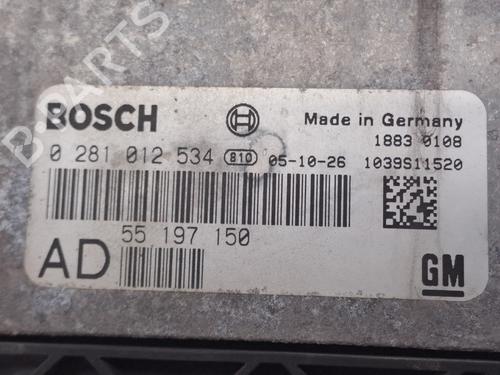 B-PARTS
BOSCH
Made in Germany
1883 0108
0 281 012 534 810 05-10-26 1039S11520
55 197 150
AD
GM